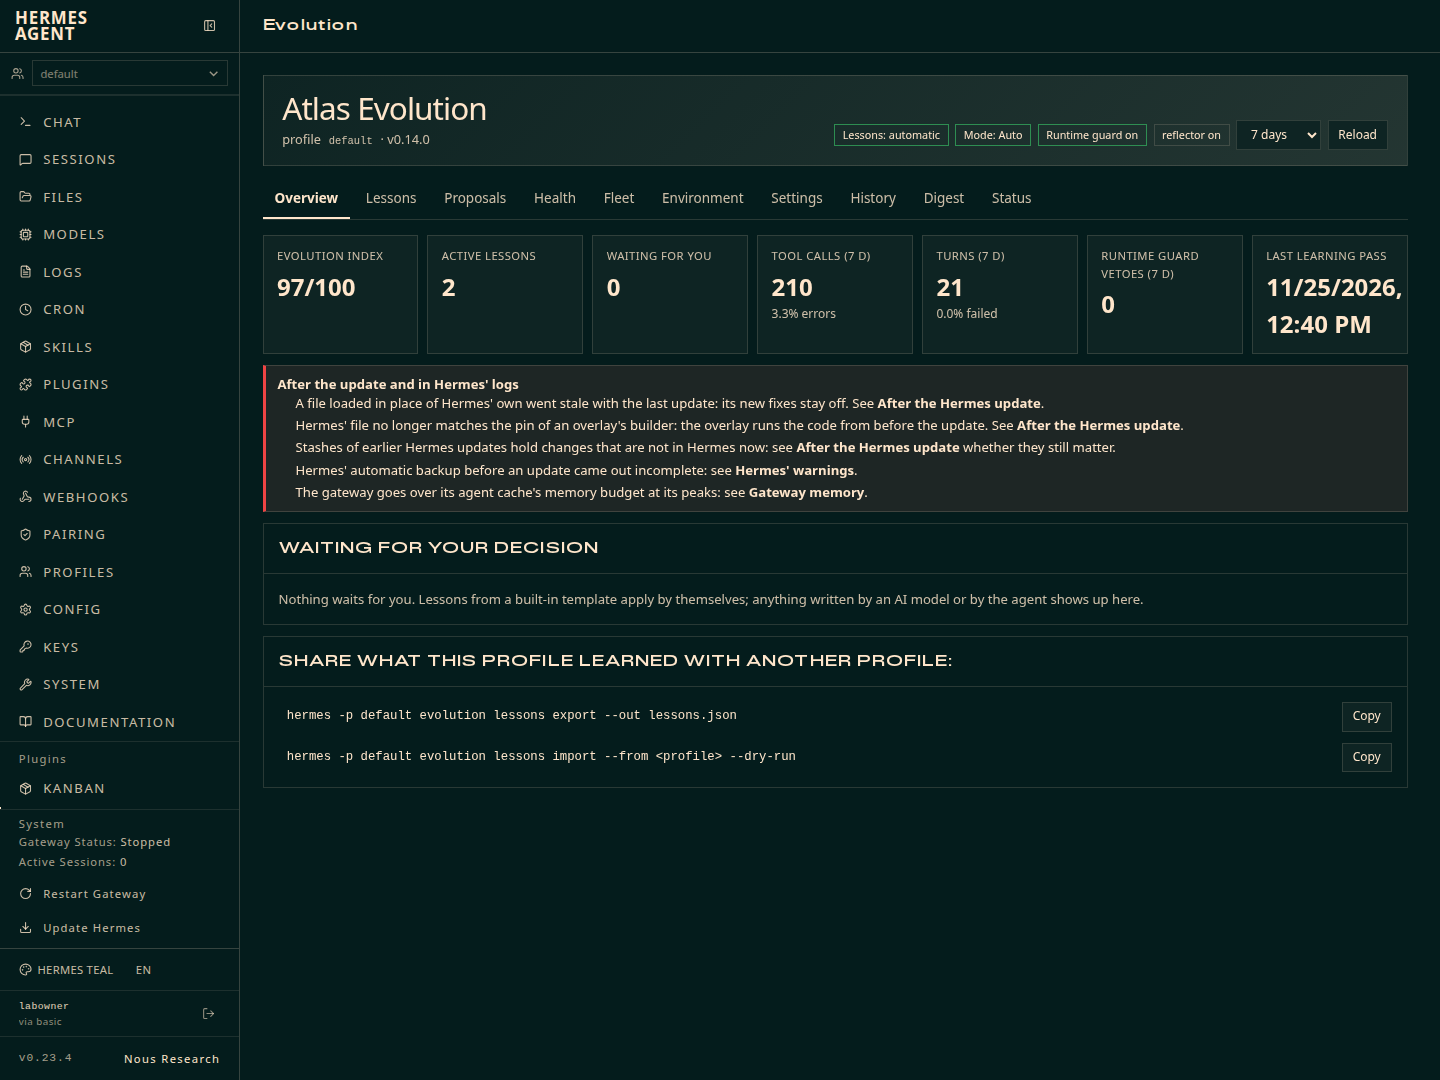 HERMES
AGENT
default
CHAT
SESSIONS
FILES
MODELS
LOGS
CRON
SKILLS
PLUGINS
MCP
CHANNELS
WEBHOOKS
PAIRING
PROFILES
CONFIG
KEYS
SYSTEM
DOCUMENTATION
Plugins
KANBAN
System
Gateway Status: Stopped
Active Sessions: 0
Restart Gateway
Update Hermes
HERMES TEAL EN
labowner
via basic
v0.23.4 Nous Research
Evolution
Atlas Evolution
profile default · v0.14.0
Lessons: automatic Mode: Auto Runtime guard on reflector on 7 days Reload
Overview Lessons Proposals Health Fleet Environment Settings History Digest Status
EVOLUTION INDEX
97/100
ACTIVE LESSONS
2
WAITING FOR YOU
0
TOOL CALLS (7 D)
210
3.3% errors
TURNS (7 D)
21
0.0% failed
RUNTIME GUARD
VETOES (7 D)
0
LAST LEARNING PASS
11/25/2026,
12:40 PM
After the update and in Hermes' logs
A file loaded in place of Hermes' own went stale with the last update: its new fixes stay off. See After the Hermes update.
Hermes' file no longer matches the pin of an overlay's builder: the overlay runs the code from before the update. See After the Hermes update.
Stashes of earlier Hermes updates hold changes that are not in Hermes now: see After the Hermes update whether they still matter.
Hermes' automatic backup before an update came out incomplete: see Hermes' warnings.
The gateway goes over its agent cache's memory budget at its peaks: see Gateway memory.
WAITING FOR YOUR DECISION
Nothing waits for you. Lessons from a built-in template apply by themselves; anything written by an AI model or by the agent shows up here.
SHARE WHAT THIS PROFILE LEARNED WITH ANOTHER PROFILE:
hermes -p default evolution lessons export --out lessons.json Copy
hermes -p default evolution lessons import --from <profile> --dry-run Copy